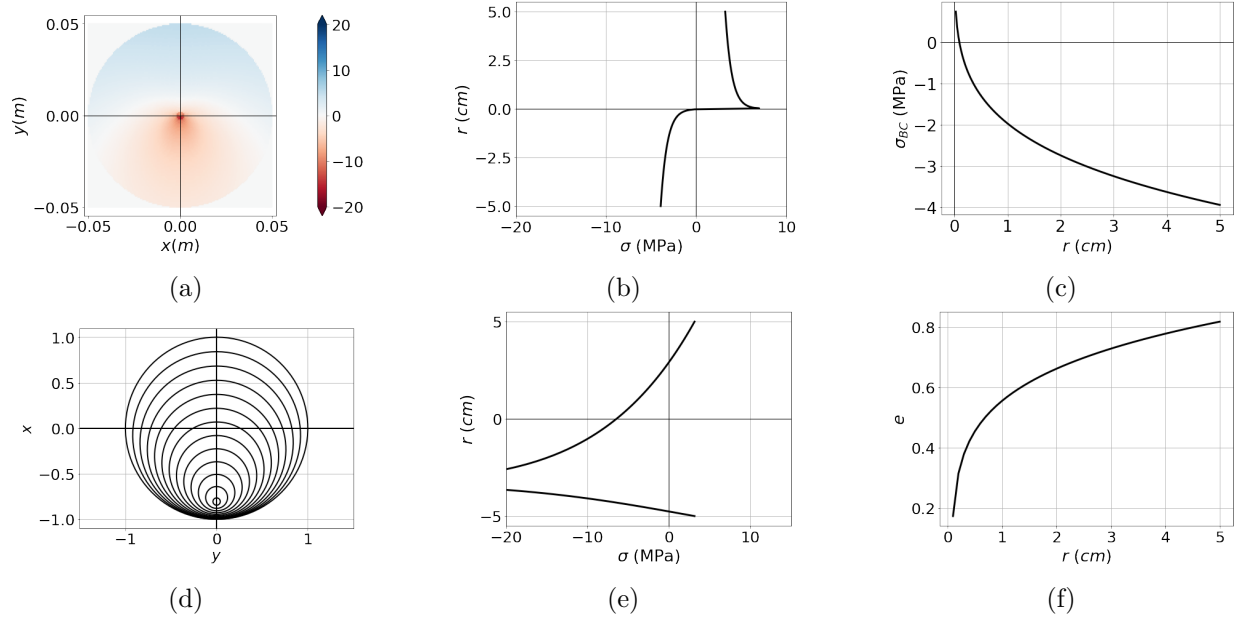 0.05
0.00
−0.05
y(m)
−0.05 0.00 0.05
x(m)
20
10
0
−10
−20
(a)
5.0
2.5
0.0
−2.5
−5.0
r (cm)
−20 −10 0 10
σ (MPa)
(b)
0
−1
−2
−3
−4
σBC (MPa)
0 1 2 3 4 5
r (cm)
(c)
1.0
0.5
0.0
−0.5
−1.0
x
−1 0 1
y
(d)
5
0
−5
r (cm)
−20 −10 0 10
σ (MPa)
(e)
0.8
0.6
0.4
0.2
e
0 1 2 3 4 5
r (cm)
(f)